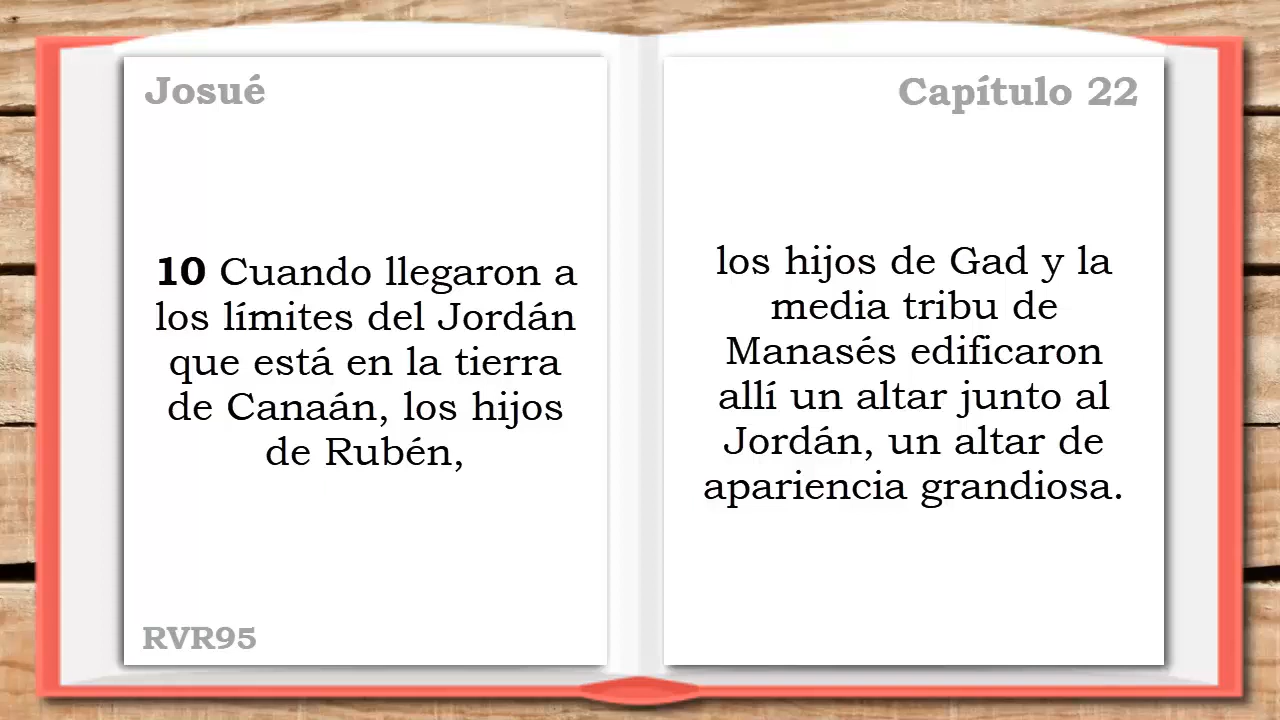 Josué
10 Cuando llegaron a
los límites del Jordán
que está en la tierra
de Canaán, los hijos
de Rubén,
RVR95
Capítulo 22
los hijos de Gad y la
media tribu de
Manasés edificaron
allí un altar junto al
Jordán, un altar de
apariencia grandiosa.